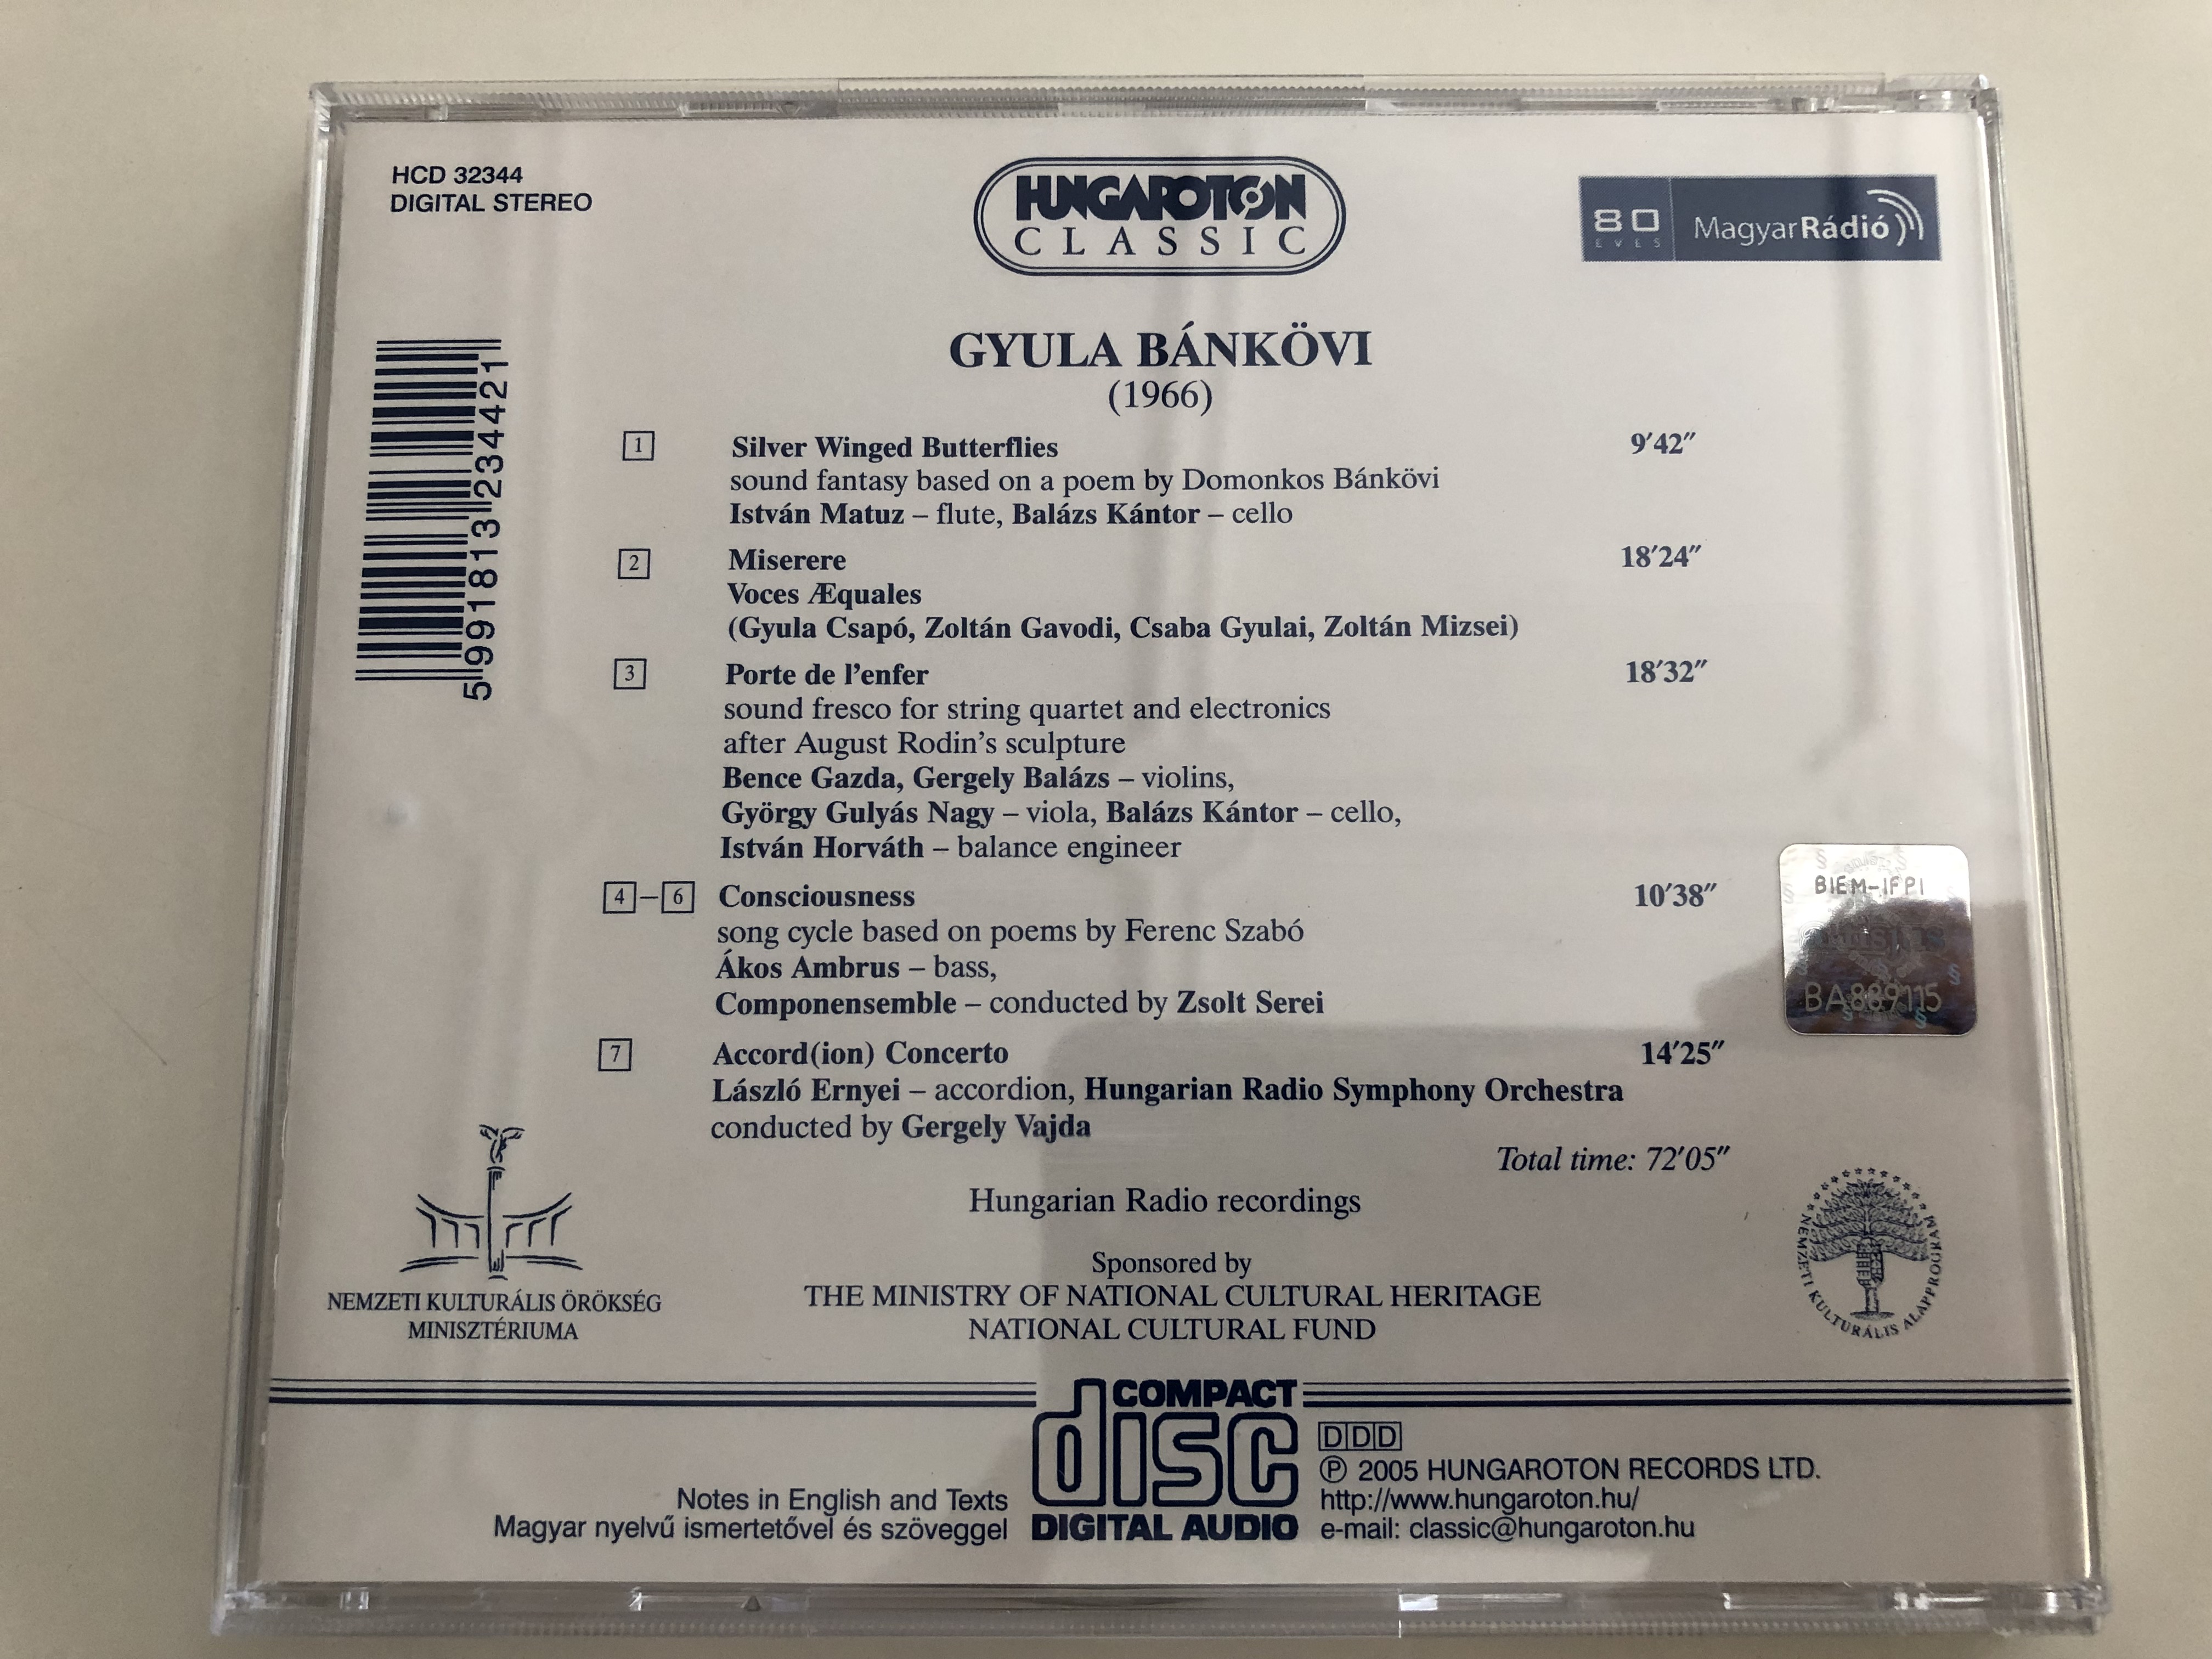 HCD 32344
DIGITAL STEREO
HUNGAROTON
CLASSIC
80
ÉVES
MagyarRádió
5 991813 234421
GYULA BÁNKÖVI
(1966)
1 Silver Winged Butterflies 9′42″
sound fantasy based on a poem by Domonkos Bánkövi
István Matuz – flute, Balázs Kántor – cello
2 Miserere 18′24″
Voces Æquales
(Gyula Csapó, Zoltán Gavodi, Csaba Gyulai, Zoltán Mizsei)
3 Porte de l’enfer 18′32″
sound fresco for string quartet and electronics
after August Rodin’s sculpture
Bence Gazda, Gergely Balázs – violins,
György Gulyás Nagy – viola, Balázs Kántor – cello,
István Horváth – balance engineer
4–6 Consciousness 10′38″
song cycle based on poems by Ferenc Szabó
Ákos Ambrus – bass,
Componensemble – conducted by Zsolt Serei
BIEM-IFPI
BA889115
7 Accord(ion) Concerto 14′25″
László Ernyei – accordion, Hungarian Radio Symphony Orchestra
conducted by Gergely Vajda
Total time: 72′05″
Hungarian Radio recordings
Sponsored by
THE MINISTRY OF NATIONAL CULTURAL HERITAGE
NATIONAL CULTURAL FUND
NEMZETI KULTURÁLIS ÖRÖKSÉG
MINISZTÉRIUMA
NEMZETI KULTURÁLIS ALAPPROGRAM
COMPACT
disc
DIGITAL AUDIO
Notes in English and Texts
Magyar nyelvű ismertetővel és szöveggel
DDD
℗ 2005 HUNGAROTON RECORDS LTD.
http://www.hungaroton.hu/
e-mail: classic@hungaroton.hu